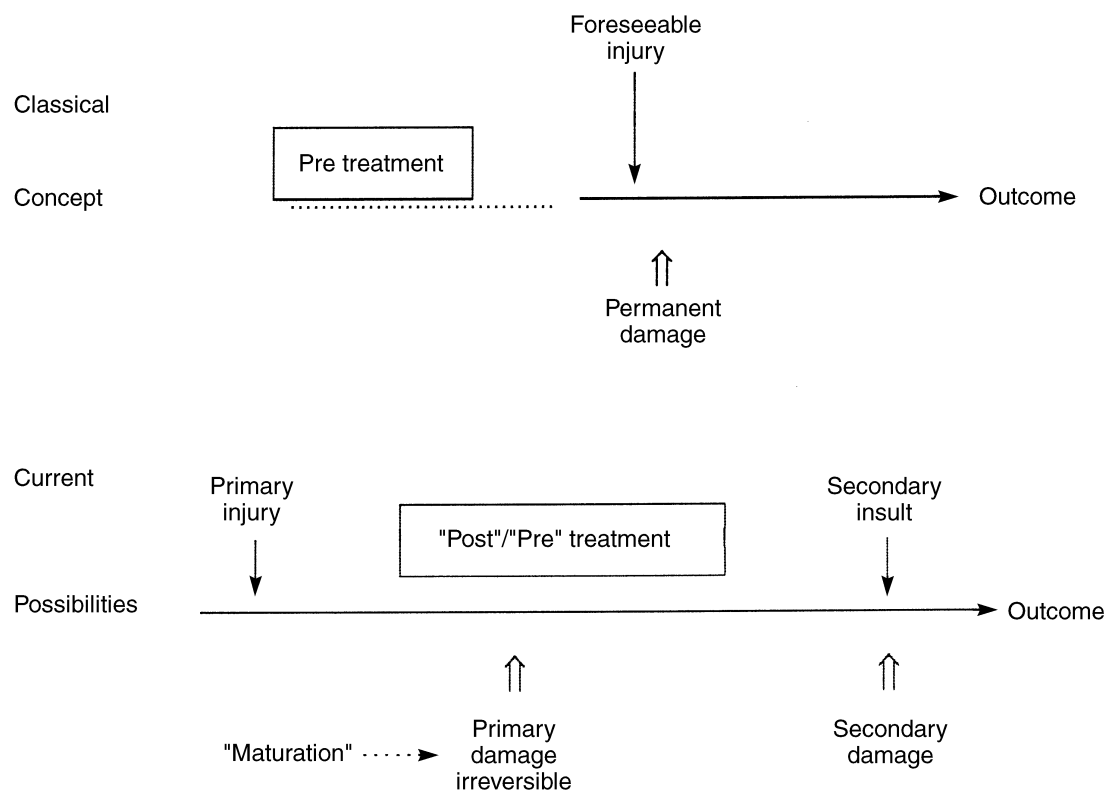 Foreseeable
injury
Classical
Pre treatment
Concept
Outcome
Permanent
damage
Current
Primary
injury
"Post"/"Pre" treatment
Secondary
insult
Possibilities
Outcome
"Maturation"
Primary
damage
irreversible
Secondary
damage